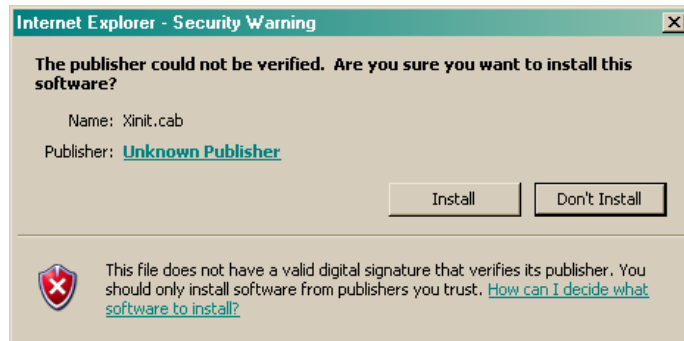 Internet Explorer - Security Warning
The publisher could not be verified.  Are you sure you want to install this
software?
Name: Xinit.cab
Publisher: Unknown Publisher
Install
Don't Install
This file does not have a valid digital signature that verifies its publisher. You
should only install software from publishers you trust. How can I decide what
software to install?